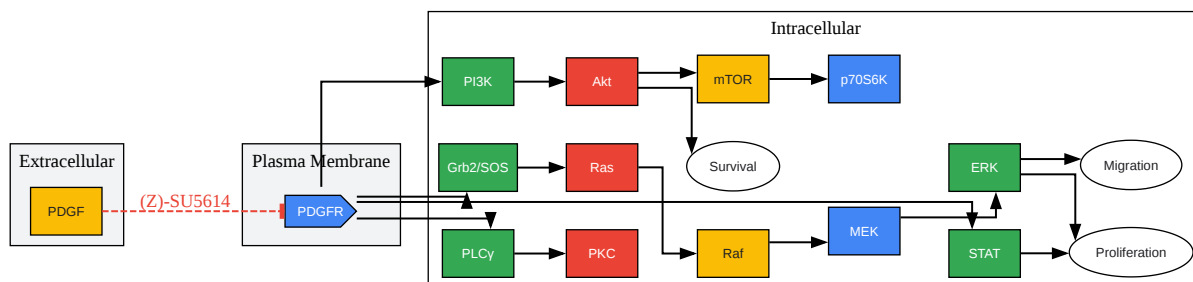 Intracellular
PI3K
Akt
mTOR
p70S6K
Extracellular
Plasma Membrane
Grb2/SOS
Ras
Survival
ERK
Migration
(Z)-SU5614
PDGF
PDGFR
MEK
PLCγ
PKC
Raf
STAT
Proliferation